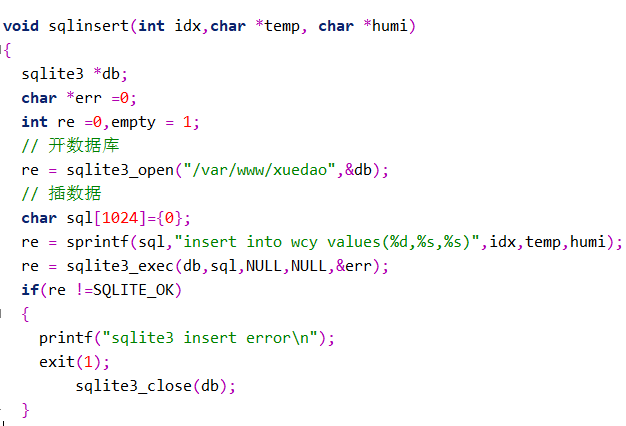 void sqlinsert(int idx,char *temp, char *humi)
{
sqlite3 *db;
char *err =0;
int re =0,empty = 1;
// 开数据库
re = sqlite3_open("/var/www/xuedao",&db);
// 插数据
char sql[1024]={0};
re = sprintf(sql,"insert into wcy values(%d,%s,%s)",idx,temp,humi);
re = sqlite3_exec(db,sql,NULL,NULL,&err);
if(re !=SQLITE_OK)
{
printf("sqlite3 insert error\n");
exit(1);
sqlite3_close(db);
}